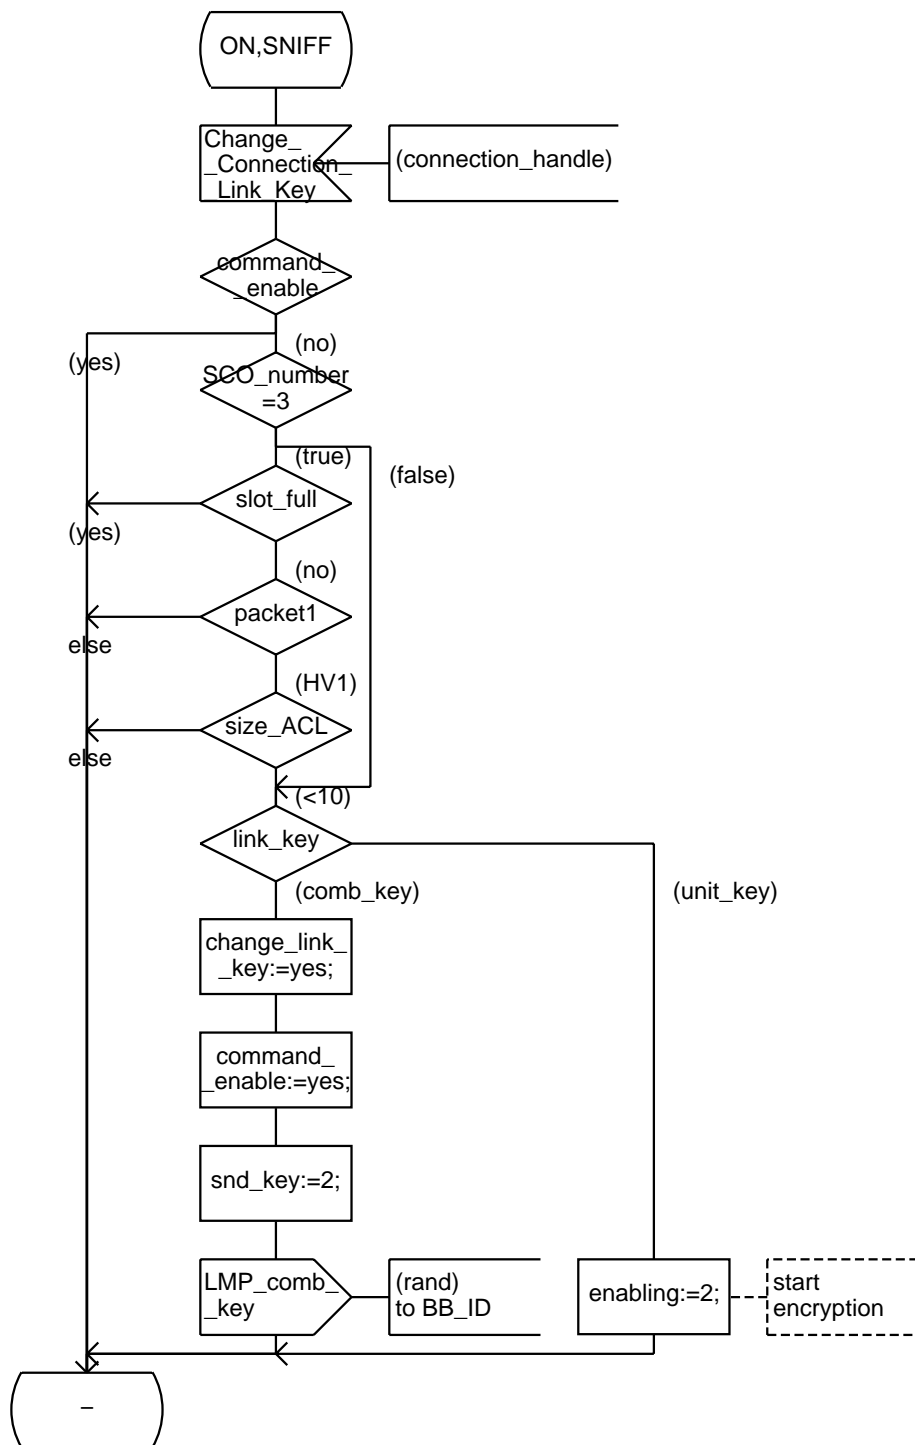 ON,SNIFF
Change_
_Connection_
_Link_Key
(connection_handle)
command_
_enable
(no)
(yes)
SCO_number
=3
(true)
(false)
slot_full
(yes)
(no)
packet1
else
(HV1)
size_ACL
else
(<10)
link_key
(comb_key)
(unit_key)
change_link_
_key:=yes;
command_
_enable:=yes;
snd_key:=2;
LMP_comb_
_key
(rand)
to BB_ID
enabling:=2;
start
encryption
–